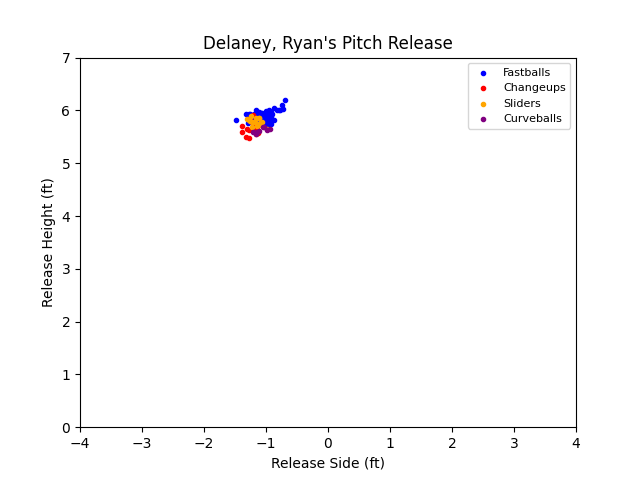 Delaney, Ryan's Pitch Release
Fastballs
Changeups
Sliders
Curveballs
Release Height (ft)
7
6
5
4
3
2
1
0
−4
−3
−2
−1
0
1
2
3
4
Release Side (ft)